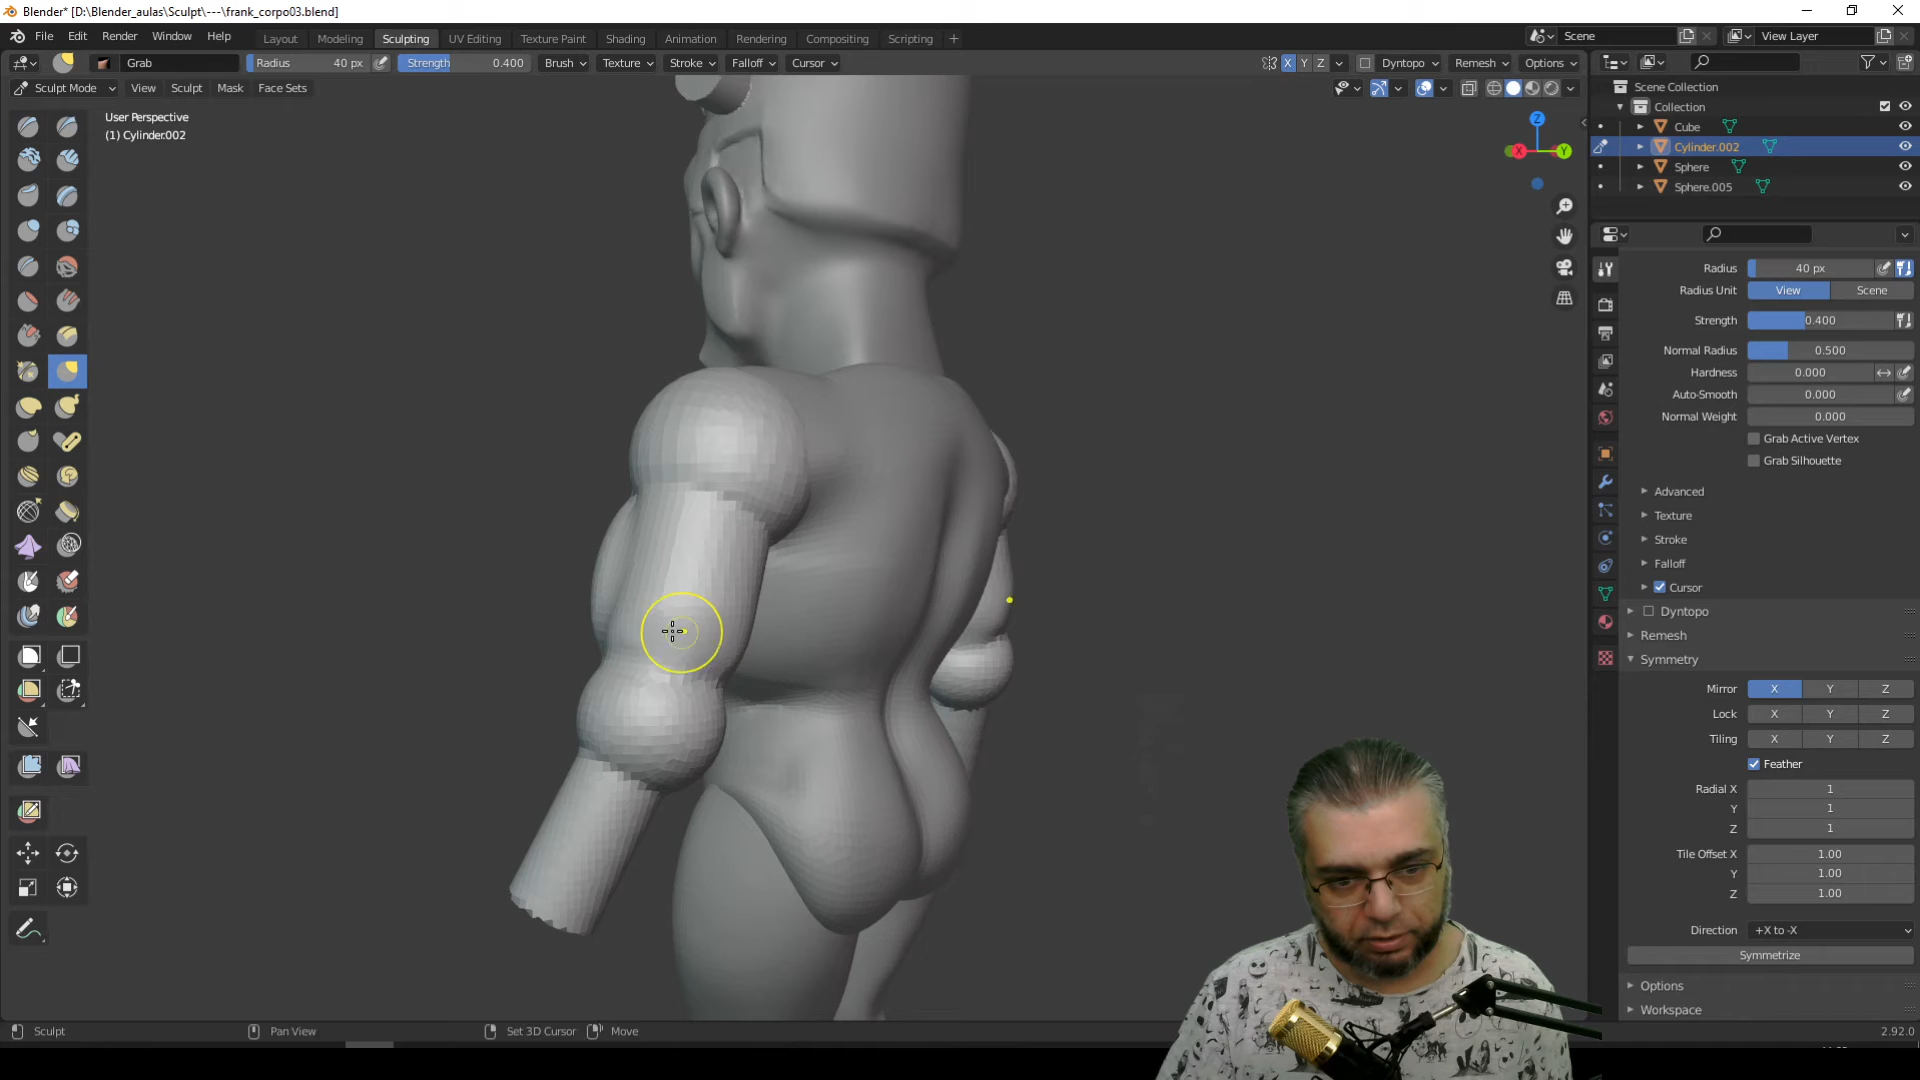 Blender* [D:\Blender_aulas\Sculpt\---\frank_corpo03.blend]
File Edit Render Window Help Layout Modeling Sculpting UV Editing Texture Paint Shading Animation Rendering Compositing Scripting + Scene View Layer
Grab Radius 40 px Strength 0.400 Brush Texture Stroke Falloff Cursor X Y Z Dyntopo Remesh Options
Sculpt Mode View Sculpt Mask Face Sets
User Perspective
(1) Cylinder.002
Z
X Y
Scene Collection
Collection
Cube
Cylinder.002
Sphere
Sphere.005
Radius 40 px
Radius Unit View Scene
Strength 0.400
Normal Radius 0.500
Hardness 0.000
Auto-Smooth 0.000
Normal Weight 0.000
Grab Active Vertex
Grab Silhouette
Advanced
Texture
Stroke
Falloff
Cursor
Dyntopo
Remesh
Symmetry
Mirror X Y Z
Lock X Y Z
Tiling X Y Z
Feather
Radial X 1
Y 1
Z 1
Tile Offset X 1.00
Y 1.00
Z 1.00
Direction +X to -X
Symmetrize
Options
Workspace
Sculpt Pan View Set 3D Cursor Move 2.92.0